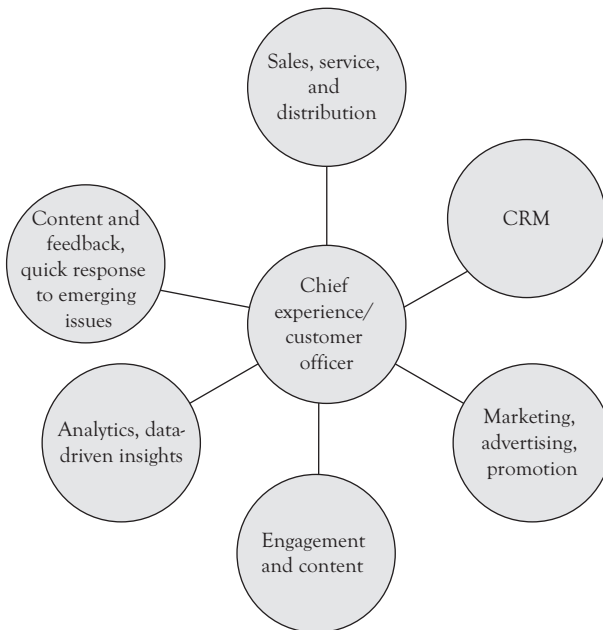 Sales, service,
and
distribution
CRM
Content and
feedback,
quick response
to emerging
issues
Chief
experience/
customer
officer
Analytics, data-
driven insights
Marketing,
advertising,
promotion
Engagement
and content